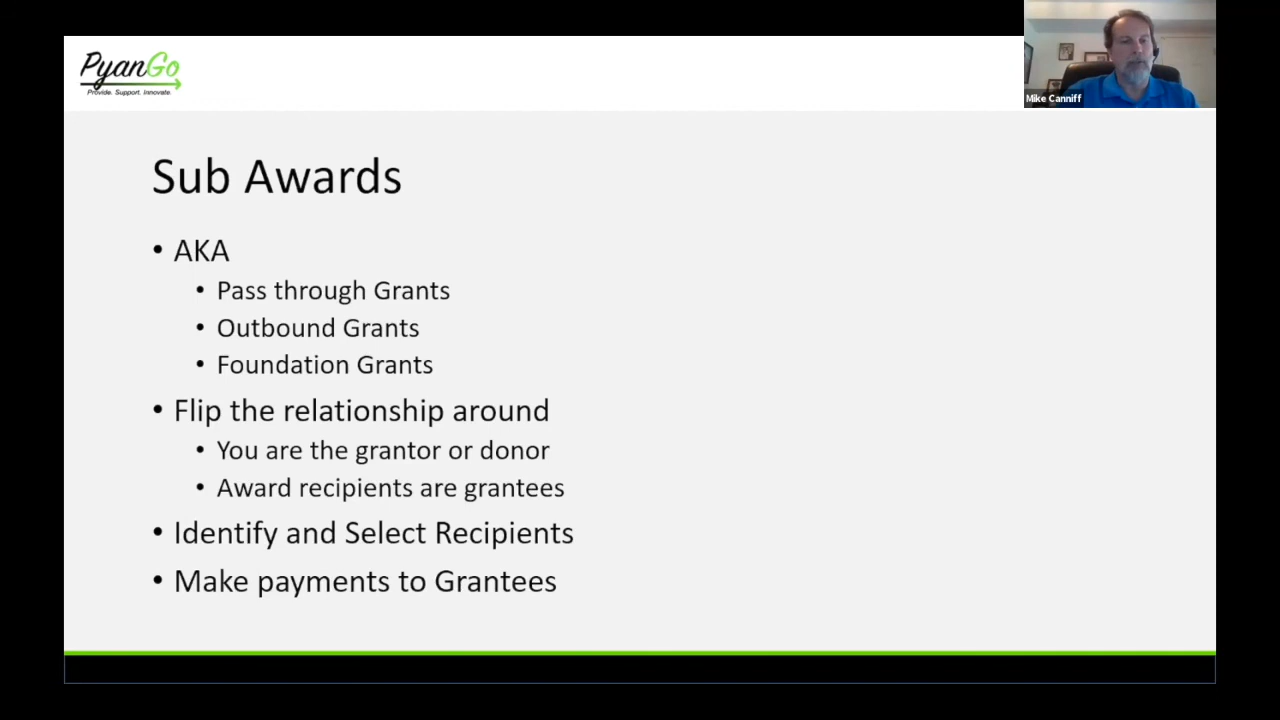 PyanGo
Provide. Support. Innovate.
Mike Canniff
Sub Awards
• AKA
• Pass through Grants
• Outbound Grants
• Foundation Grants
• Flip the relationship around
• You are the grantor or donor
• Award recipients are grantees
• Identify and Select Recipients
• Make payments to Grantees